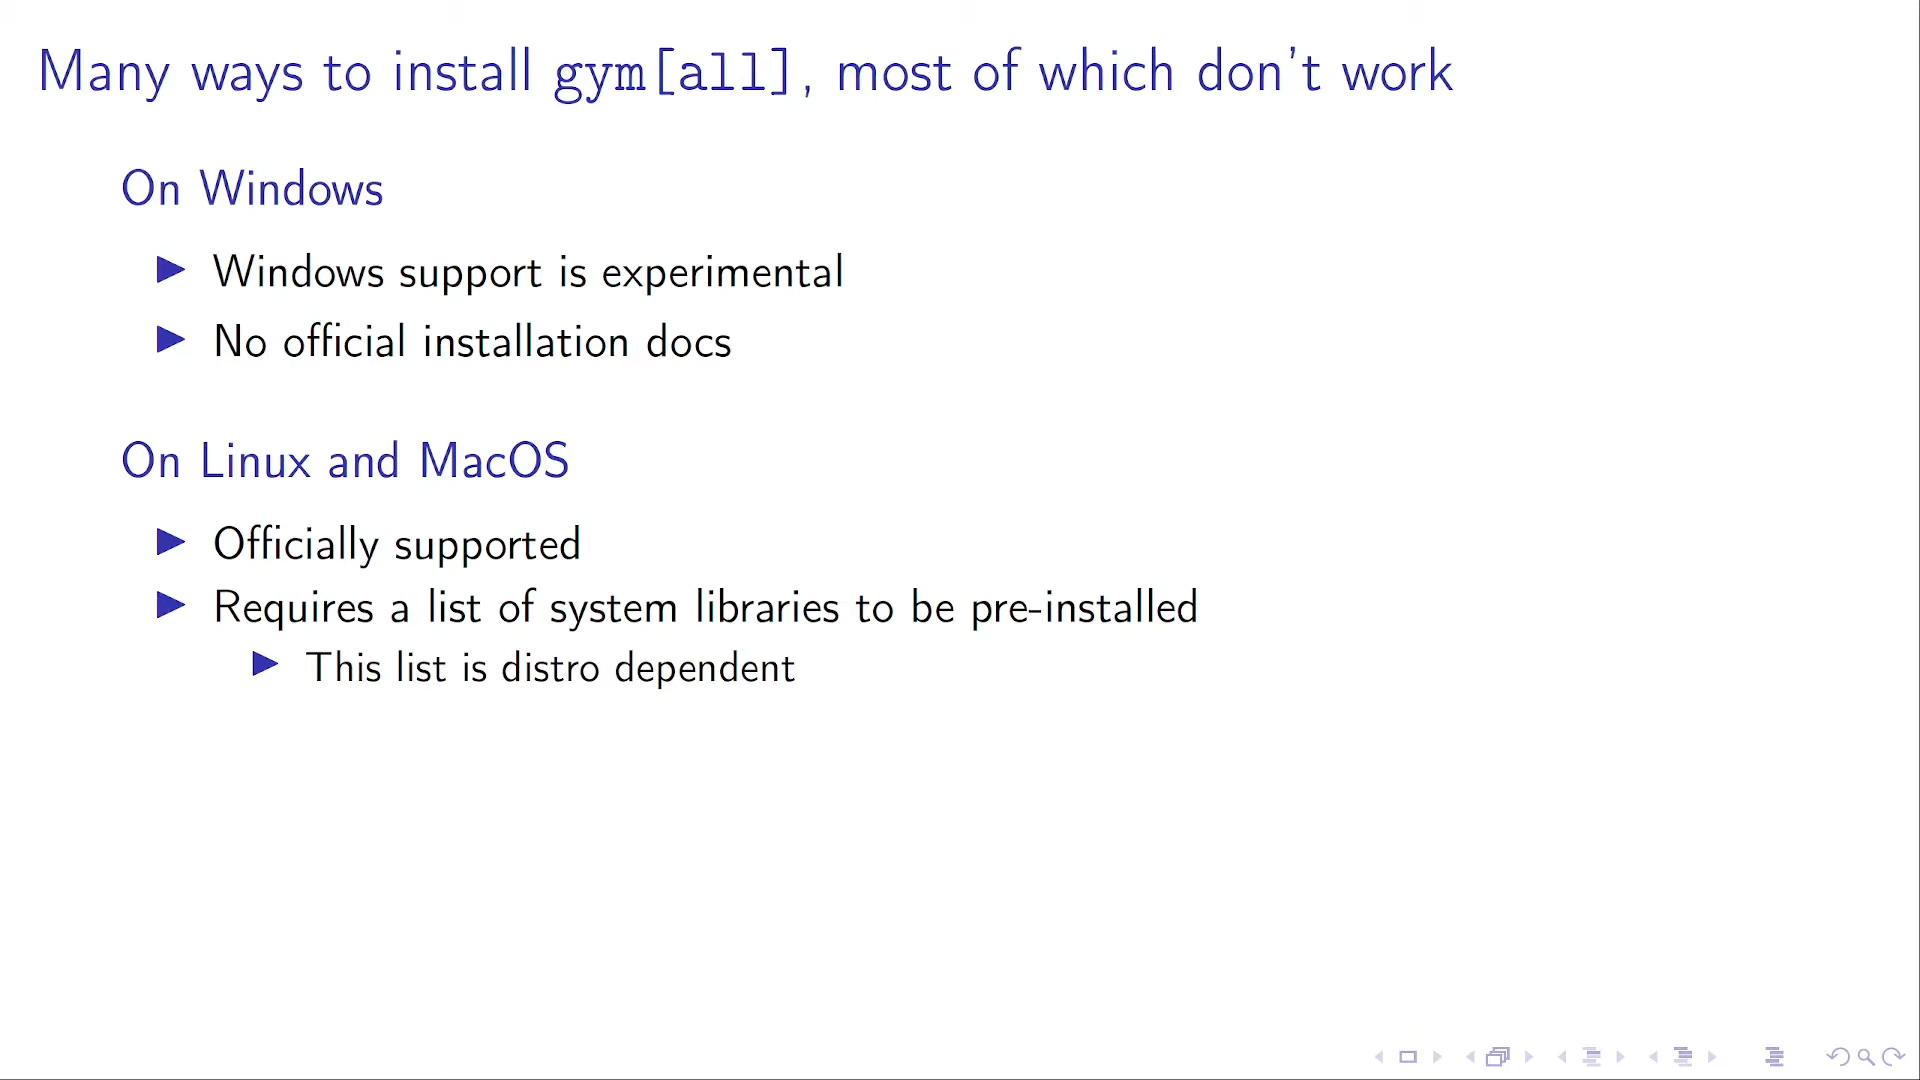 Many ways to install gym[all], most of which don't work
On Windows
Windows support is experimental
No official installation docs
On Linux and MacOS
Officially supported
Requires a list of system libraries to be pre-installed
This list is distro dependent